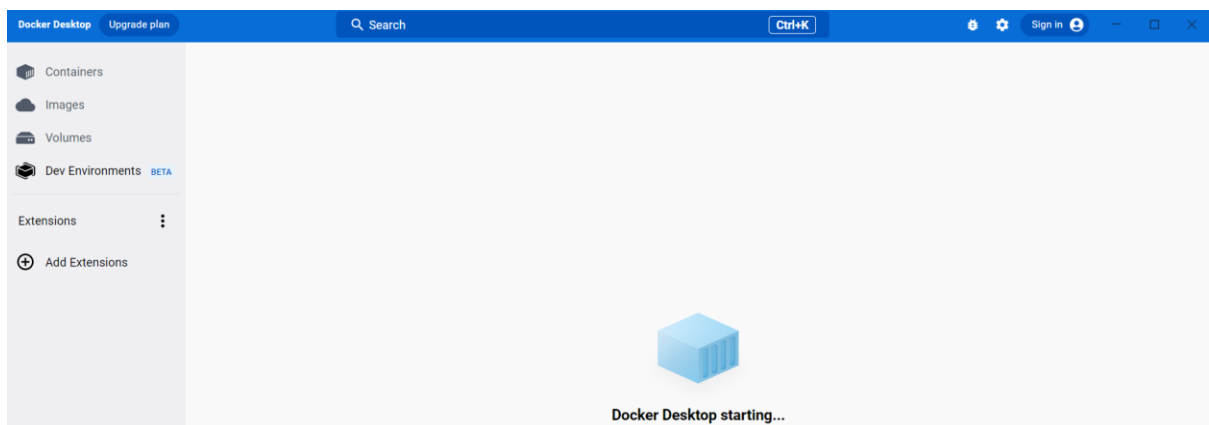 Docker Desktop Upgrade plan Search Ctrl+K Sign in
Containers
Images
Volumes
Dev Environments BETA
Extensions
Add Extensions
Docker Desktop starting...